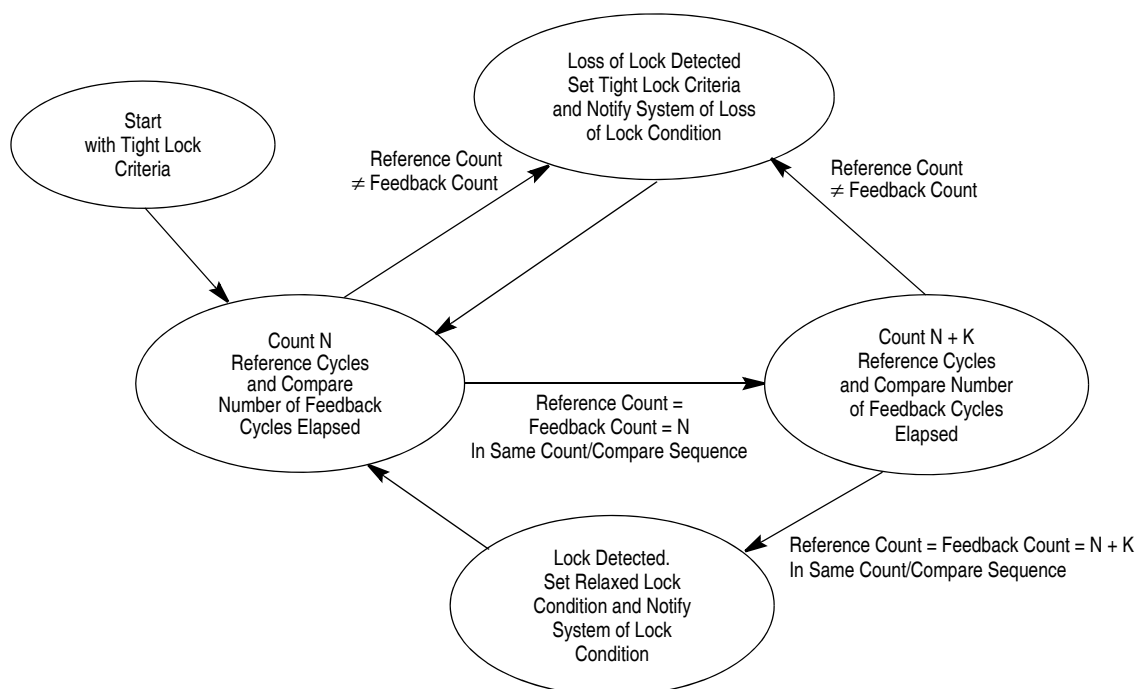 Loss of Lock Detected
Set Tight Lock Criteria
and Notify System of Loss
of Lock Condition
Start
with Tight Lock
Criteria
Reference Count
≠ Feedback Count
Reference Count
≠ Feedback Count
Count N
Reference Cycles
and Compare
Number of Feedback
Cycles Elapsed
Count N + K
Reference Cycles
and Compare Number
of Feedback Cycles
Elapsed
Reference Count =
Feedback Count = N
In Same Count/Compare Sequence
Reference Count = Feedback Count = N + K
In Same Count/Compare Sequence
Lock Detected.
Set Relaxed Lock
Condition and Notify
System of Lock
Condition